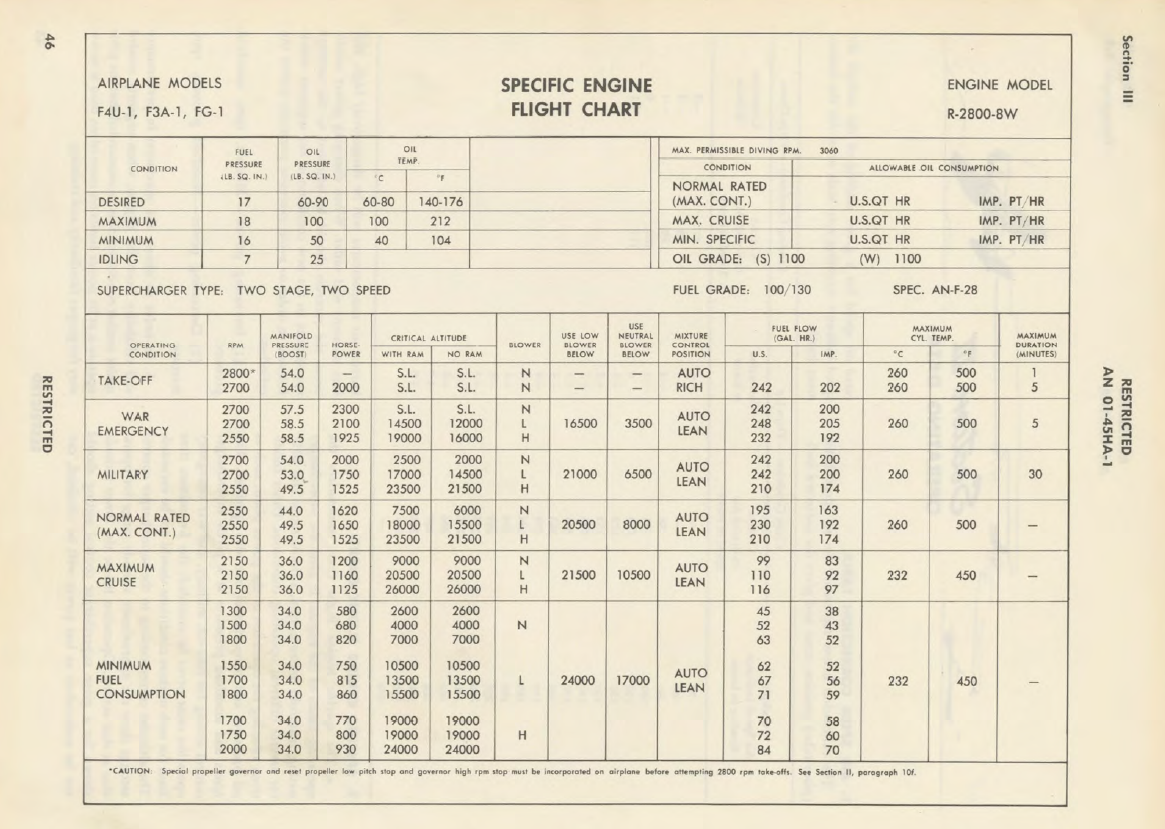 46
Section III
AIRPLANE MODELS
F4U-1, F3A-1, FG-1
SPECIFIC ENGINE
FLIGHT CHART
ENGINE MODEL
R-2800-8W
CONDITION FUEL PRESSURE (LB. SQ. IN.) OIL PRESSURE (LB. SQ. IN.) OIL TEMP. °C °F
DESIRED 17 60-90 60-80 140-176
MAXIMUM 18 100 100 212
MINIMUM 16 50 40 104
IDLING 7 25
MAX. PERMISSIBLE DIVING RPM. 3060
CONDITION ALLOWABLE OIL CONSUMPTION
NORMAL RATED
(MAX. CONT.) U.S.QT HR IMP. PT/HR
MAX. CRUISE U.S.QT HR IMP. PT/HR
MIN. SPECIFIC U.S.QT HR IMP. PT/HR
OIL GRADE: (S) 1100 (W) 1100
SUPERCHARGER TYPE: TWO STAGE, TWO SPEED
FUEL GRADE: 100/130 SPEC. AN-F-28
OPERATING CONDITION RPM MANIFOLD PRESSURE (BOOST) HORSE-POWER CRITICAL ALTITUDE WITH RAM NO RAM BLOWER USE LOW BLOWER BELOW USE NEUTRAL BLOWER BELOW MIXTURE CONTROL POSITION FUEL FLOW (GAL. HR.) U.S. IMP. MAXIMUM CYL. TEMP. °C °F MAXIMUM DURATION (MINUTES)
TAKE-OFF
2800* 54.0 — S.L. S.L. N — — AUTO 260 500 1
2700 54.0 2000 S.L. S.L. N — — RICH 242 202 260 500 5
WAR
EMERGENCY
2700 57.5 2300 S.L. S.L. N 242 200
2700 58.5 2100 14500 12000 L 16500 3500 AUTO LEAN 248 205 260 500 5
2550 58.5 1925 19000 16000 H 232 192
MILITARY
2700 54.0 2000 2500 2000 N 242 200
2700 53.0 1750 17000 14500 L 21000 6500 AUTO LEAN 242 200 260 500 30
2550 49.5 1525 23500 21500 H 210 174
NORMAL RATED
(MAX. CONT.)
2550 44.0 1620 7500 6000 N 195 163
2550 49.5 1650 18000 15500 L 20500 8000 AUTO LEAN 230 192 260 500 —
2550 49.5 1525 23500 21500 H 210 174
MAXIMUM
CRUISE
2150 36.0 1200 9000 9000 N 99 83
2150 36.0 1160 20500 20500 L 21500 10500 AUTO LEAN 110 92 232 450 —
2150 36.0 1125 26000 26000 H 116 97
MINIMUM
FUEL
CONSUMPTION
1300 34.0 580 2600 2600 45 38
1500 34.0 680 4000 4000 N 52 43
1800 34.0 820 7000 7000 63 52
1550 34.0 750 10500 10500 62 52
1700 34.0 815 13500 13500 L 24000 17000 AUTO LEAN 67 56 232 450 —
1800 34.0 860 15500 15500 71 59
1700 34.0 770 19000 19000 70 58
1750 34.0 800 19000 19000 H 72 60
2000 34.0 930 24000 24000 84 70
*CAUTION: Special propeller governor and reset propeller low pitch stop and governor high rpm stop must be incorporated on airplane before attempting 2800 rpm take-offs. See Section II, paragraph 10f.
RESTRICTED
RESTRICTED
AN 01-45HA-1